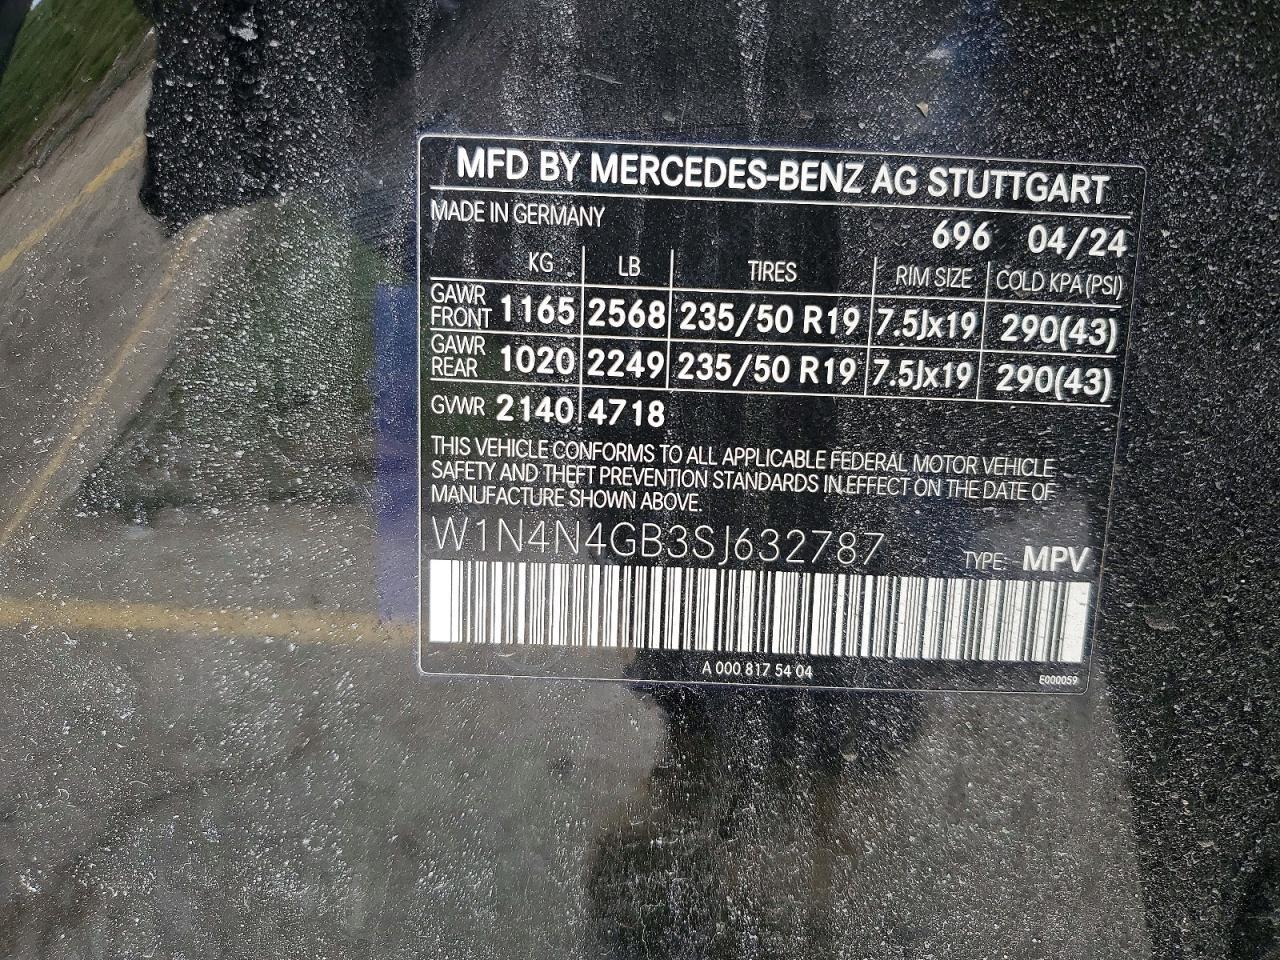 MFD BY MERCEDES-BENZ AG STUTTGART
MADE IN GERMANY
696 04/24
KG LB TIRES RIM SIZE COLD KPA (PSI)
GAWR FRONT 1165 2568 235/50 R19 7.5Jx19 290(43)
GAWR REAR 1020 2249 235/50 R19 7.5Jx19 290(43)
GVWR 2140 4718
THIS VEHICLE CONFORMS TO ALL APPLICABLE FEDERAL MOTOR VEHICLE
SAFETY AND THEFT PREVENTION STANDARDS IN EFFECT ON THE DATE OF
MANUFACTURE SHOWN ABOVE.
W1N4N4GB3SJ632787 TYPE: MPV
A 000 817 54 04
E000059